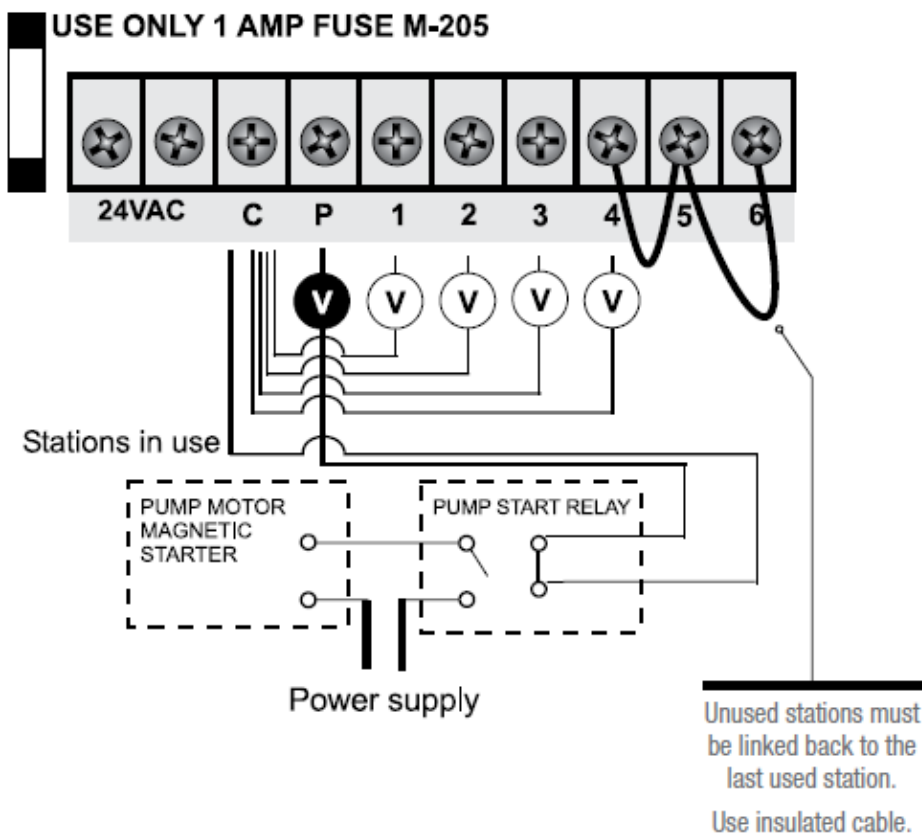 USE ONLY 1 AMP FUSE M-205
24VAC C P 1 2 3 4 5 6
V V V V V
Stations in use
PUMP MOTOR
MAGNETIC
STARTER
PUMP START RELAY
Power supply
Unused stations must
be linked back to the
last used station.
Use insulated cable.